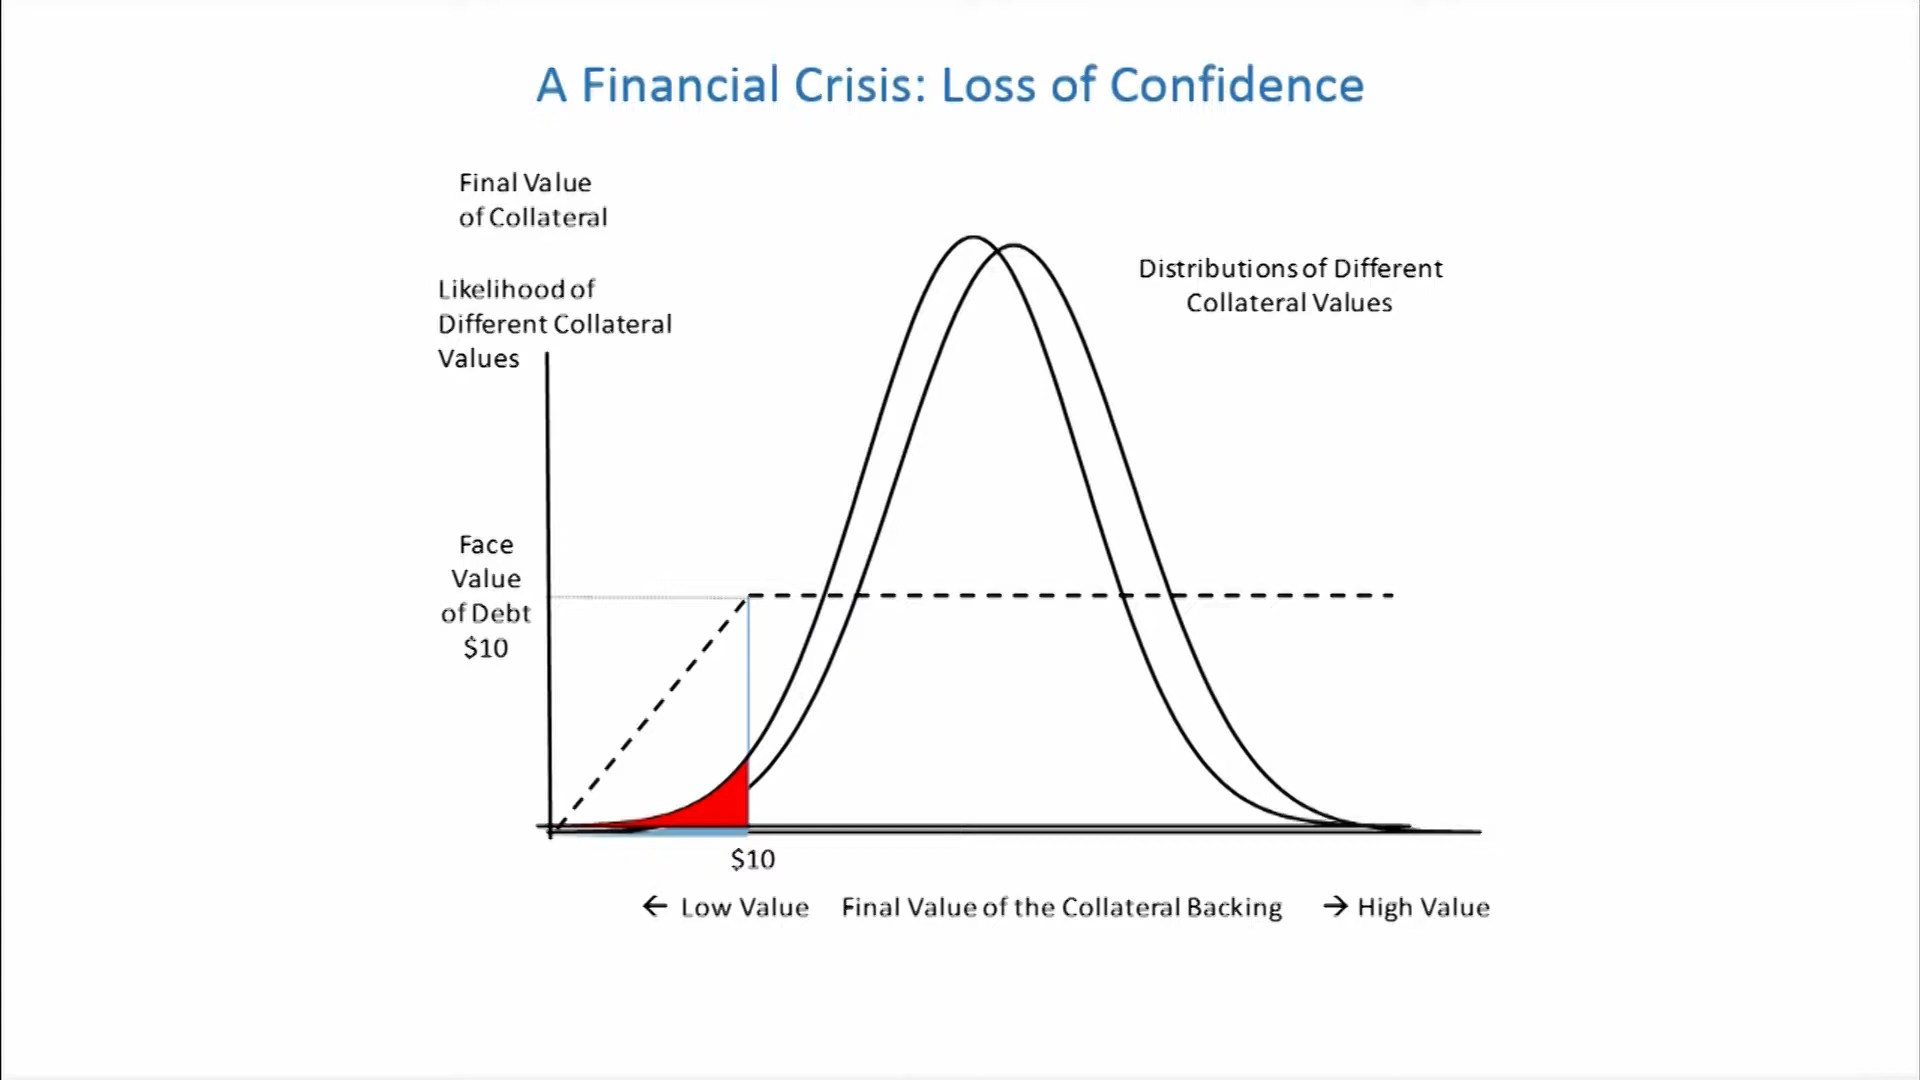 A Financial Crisis: Loss of Confidence
Final Value
of Collateral
Likelihood of
Different Collateral
Values
Distributions of Different
Collateral Values
Face
Value
of Debt
$10
$10
← Low Value Final Value of the Collateral Backing → High Value